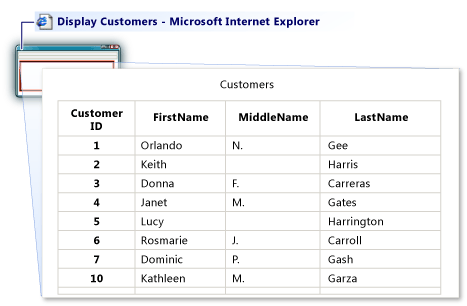 Display Customers - Microsoft Internet Explorer
Customers
Customer ID FirstName MiddleName LastName
1 Orlando N. Gee
2 Keith Harris
3 Donna F. Carreras
4 Janet M. Gates
5 Lucy Harrington
6 Rosmarie J. Carroll
7 Dominic P. Gash
10 Kathleen M. Garza